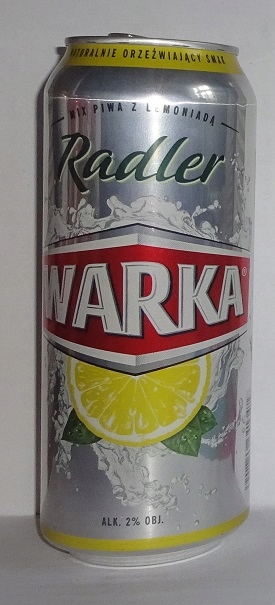 NATURALNIE ORZEŹWIAJĄCY SMAK
MIX PIWA Z LEMONIADĄ
Radler
WARKA®
ALK. 2% OBJ.